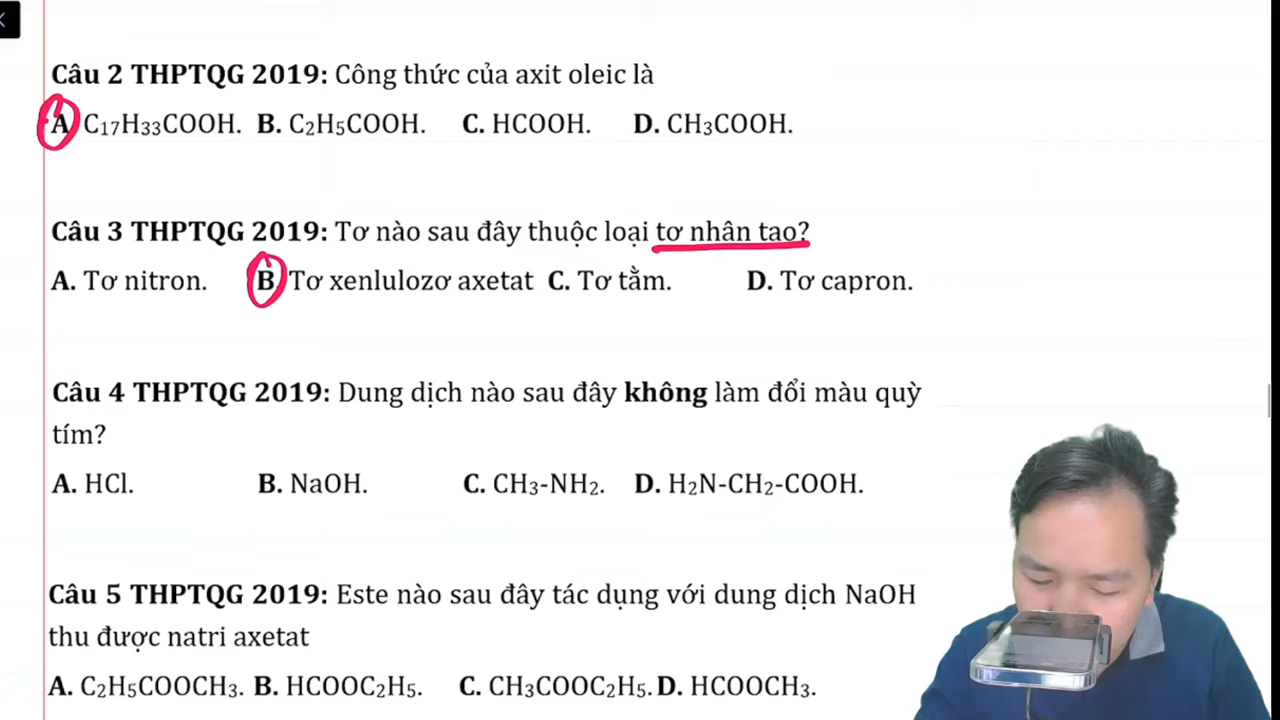 Câu 2 THPTQG 2019: Công thức của axit oleic là
A C₁₇H₃₃COOH. B. C₂H₅COOH. C. HCOOH. D. CH₃COOH.
Câu 3 THPTQG 2019: Tơ nào sau đây thuộc loại tơ nhân tạo?
A. Tơ nitron. B Tơ xenlulozơ axetat C. Tơ tằm. D. Tơ capron.
Câu 4 THPTQG 2019: Dung dịch nào sau đây không làm đổi màu quỳ
tím?
A. HCl. B. NaOH. C. CH₃-NH₂. D. H₂N-CH₂-COOH.
Câu 5 THPTQG 2019: Este nào sau đây tác dụng với dung dịch NaOH
thu được natri axetat
A. C₂H₅COOCH₃. B. HCOOC₂H₅. C. CH₃COOC₂H₅. D. HCOOCH₃.